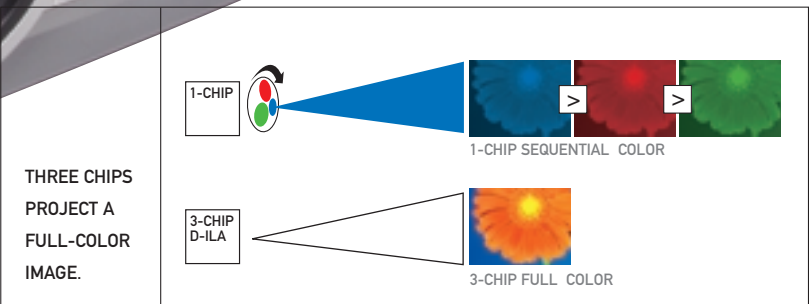 THREE CHIPS
PROJECT A
FULL-COLOR
IMAGE.
1-CHIP
>
>
1-CHIP SEQUENTIAL COLOR
3-CHIP
D-ILA
3-CHIP FULL COLOR